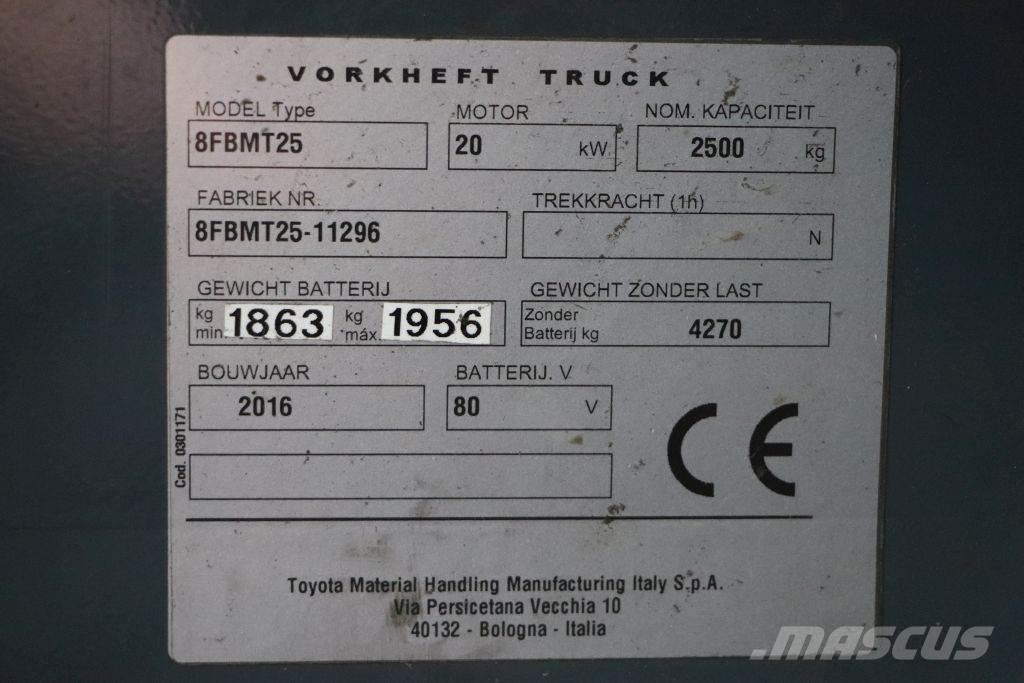 VORKHEFT TRUCK
MODEL Type
MOTOR
NOM. KAPACITEIT
8FBMT25
20 kW
2500 kg
FABRIEK NR.
TREKKRACHT (1h)
8FBMT25-11296
N
GEWICHT BATTERIJ
GEWICHT ZONDER LAST
kg min. 1863 kg máx. 1956
Zonder
Batterij kg 4270
BOUWJAAR
BATTERIJ. V
2016
80 V
Cod. 0301171
CE
Toyota Material Handling Manufacturing Italy S.p.A.
Via Persicetana Vecchia 10
40132 - Bologna - Italia
MASCUS